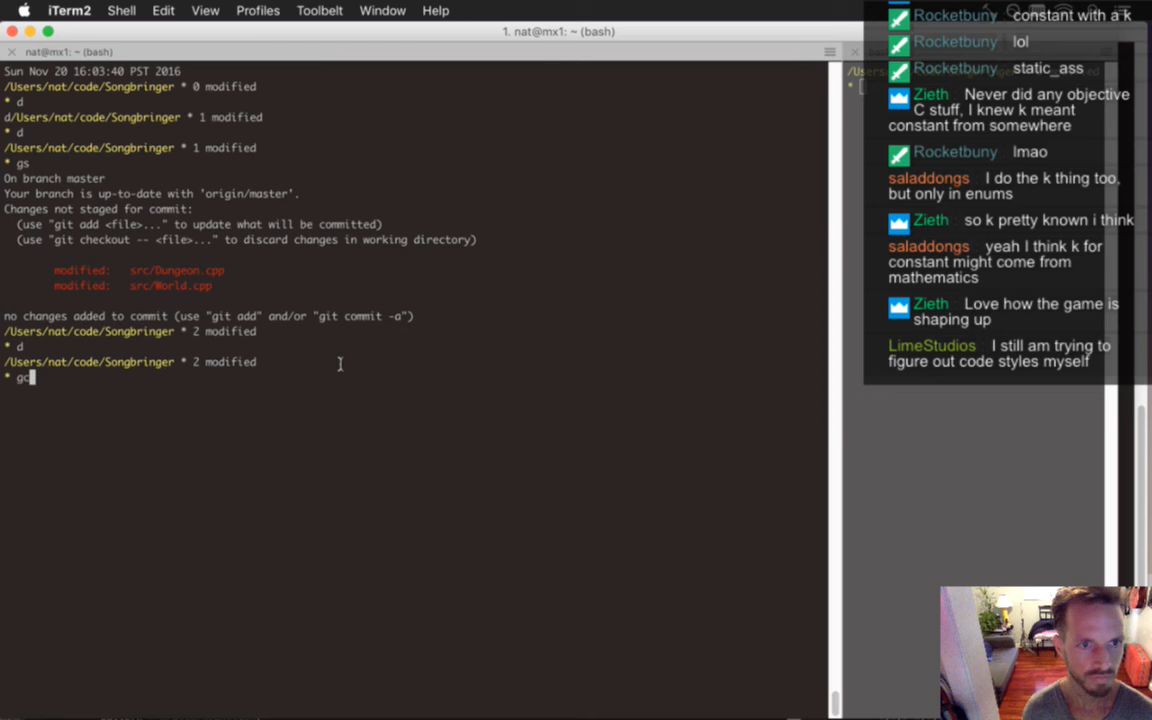 iTerm2 Shell Edit View Profiles Toolbelt Window Help
1. nat@mx1: ~ (bash)
nat@mx1: ~ (bash)
Sun Nov 20 16:03:40 PST 2016
/Users/nat/code/Songbringer * 0 modified
* d
d/Users/nat/code/Songbringer * 1 modified
* d
/Users/nat/code/Songbringer * 1 modified
* gs
On branch master
Your branch is up-to-date with 'origin/master'.
Changes not staged for commit:
(use "git add <file>..." to update what will be committed)
(use "git checkout -- <file>..." to discard changes in working directory)
modified: src/Dungeon.cpp
modified: src/World.cpp
no changes added to commit (use "git add" and/or "git commit -a")
/Users/nat/code/Songbringer * 2 modified
* d
/Users/nat/code/Songbringer * 2 modified
* gc
Rocketbuny constant with a k
Rocketbuny lol
Rocketbuny static_ass
Zieth Never did any objective
C stuff, I knew k meant
constant from somewhere
Rocketbuny lmao
saladdongs I do the k thing too,
but only in enums
Zieth so k pretty known i think
saladdongs yeah I think k for
constant might come from
mathematics
Zieth Love how the game is
shaping up
LimeStudios I still am trying to
figure out code styles myself